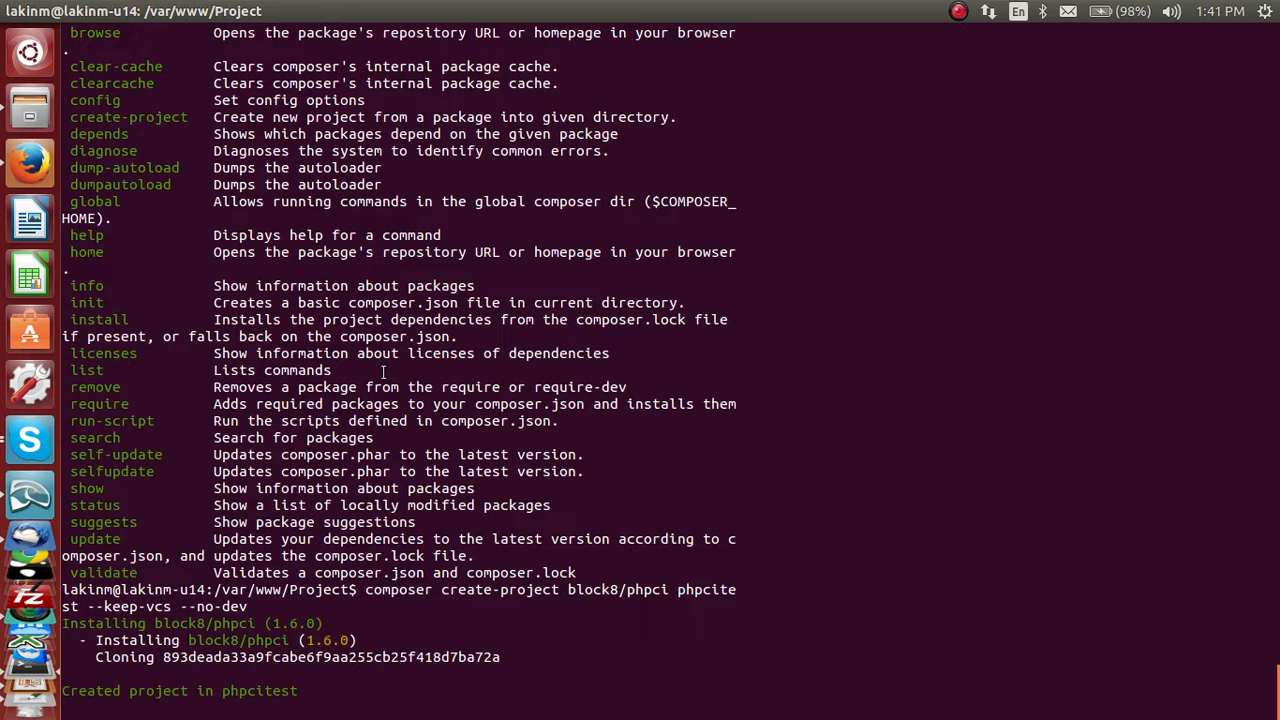 lakinm@lakinm-u14: /var/www/Project
En
(98%)
1:41 PM
browse Opens the package's repository URL or homepage in your browser
.
clear-cache Clears composer's internal package cache.
clearcache Clears composer's internal package cache.
config Set config options
create-project Create new project from a package into given directory.
depends Shows which packages depend on the given package
diagnose Diagnoses the system to identify common errors.
dump-autoload Dumps the autoloader
dumpautoload Dumps the autoloader
global Allows running commands in the global composer dir ($COMPOSER_
HOME).
help Displays help for a command
home Opens the package's repository URL or homepage in your browser
.
info Show information about packages
init Creates a basic composer.json file in current directory.
install Installs the project dependencies from the composer.lock file
if present, or falls back on the composer.json.
licenses Show information about licenses of dependencies
list Lists commands
remove Removes a package from the require or require-dev
require Adds required packages to your composer.json and installs them
run-script Run the scripts defined in composer.json.
search Search for packages
self-update Updates composer.phar to the latest version.
selfupdate Updates composer.phar to the latest version.
show Show information about packages
status Show a list of locally modified packages
suggests Show package suggestions
update Updates your dependencies to the latest version according to c
omposer.json, and updates the composer.lock file.
validate Validates a composer.json and composer.lock
lakinm@lakinm-u14:/var/www/Project$ composer create-project block8/phpci phpcite
st --keep-vcs --no-dev
Installing block8/phpci (1.6.0)
- Installing block8/phpci (1.6.0)
Cloning 893deada33a9fcabe6f9aa255cb25f418d7ba72a
Created project in phpcitest